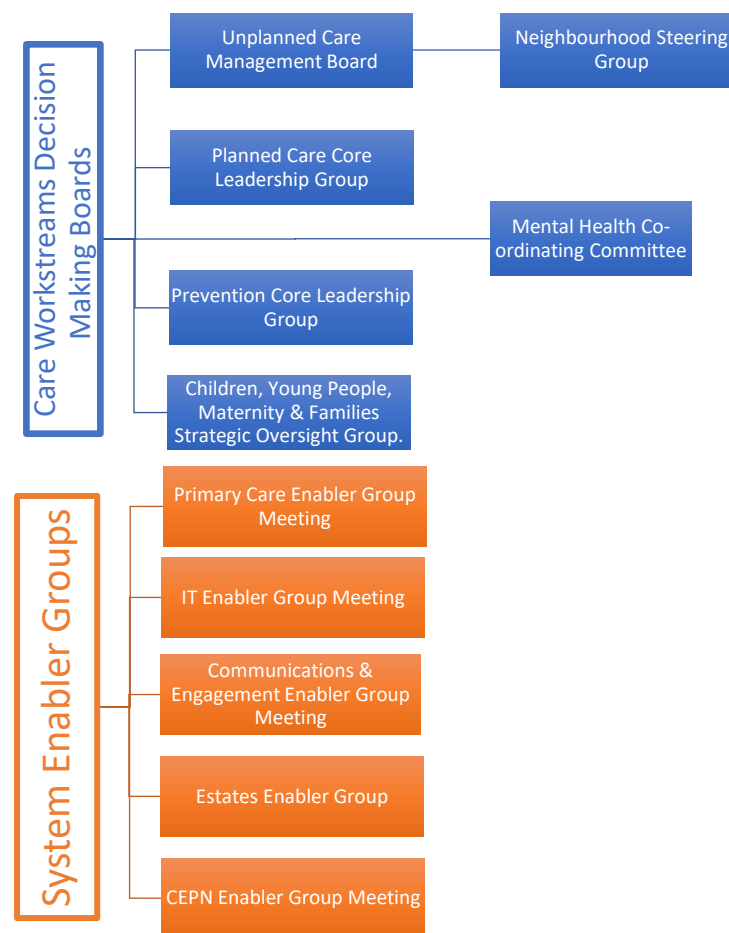 Care Workstreams Decision
Making Boards
Unplanned Care
Management Board
Neighbourhood Steering
Group
Planned Care Core
Leadership Group
Mental Health Co-
ordinating Committee
Prevention Core Leadership
Group
Children, Young People,
Maternity & Families
Strategic Oversight Group.
System Enabler Groups
Primary Care Enabler Group
Meeting
IT Enabler Group Meeting
Communications &
Engagement Enabler Group
Meeting
Estates Enabler Group
CEPN Enabler Group Meeting